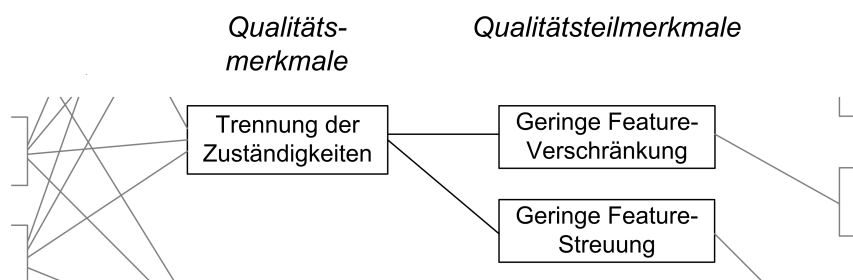 Qualitäts-
merkmale
Qualitätsteilmerkmale
Trennung der
Zuständigkeiten
Geringe Feature-
Verschränkung
Geringe Feature-
Streuung